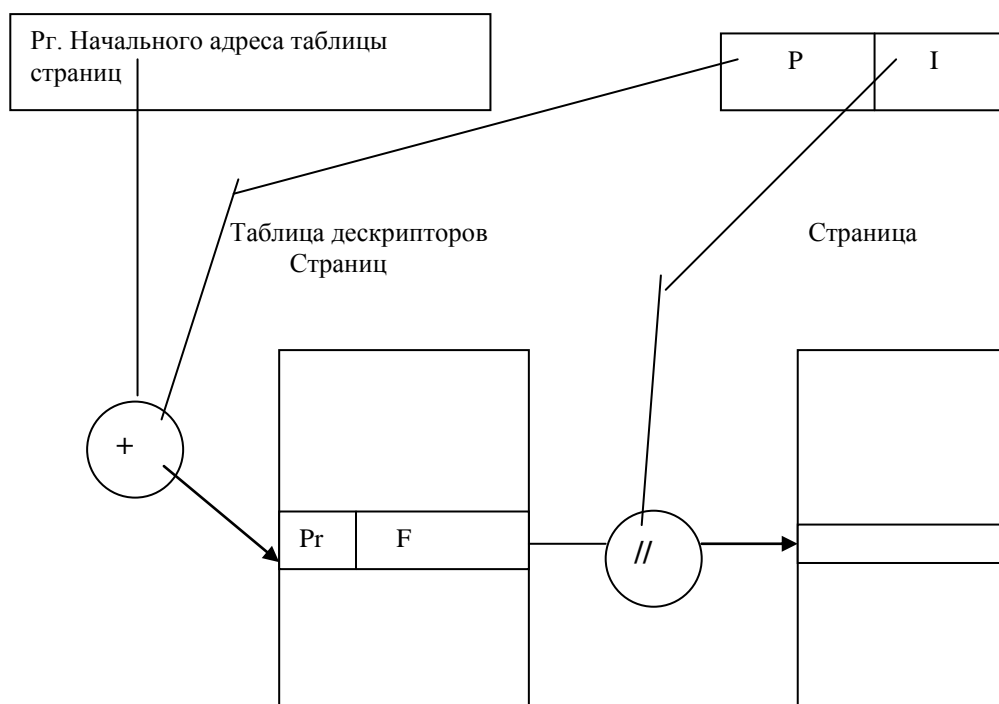 Рг. Начального адреса таблицы
страниц
P I
Таблица дескрипторов
Страниц
Страница
+
Pr F
//